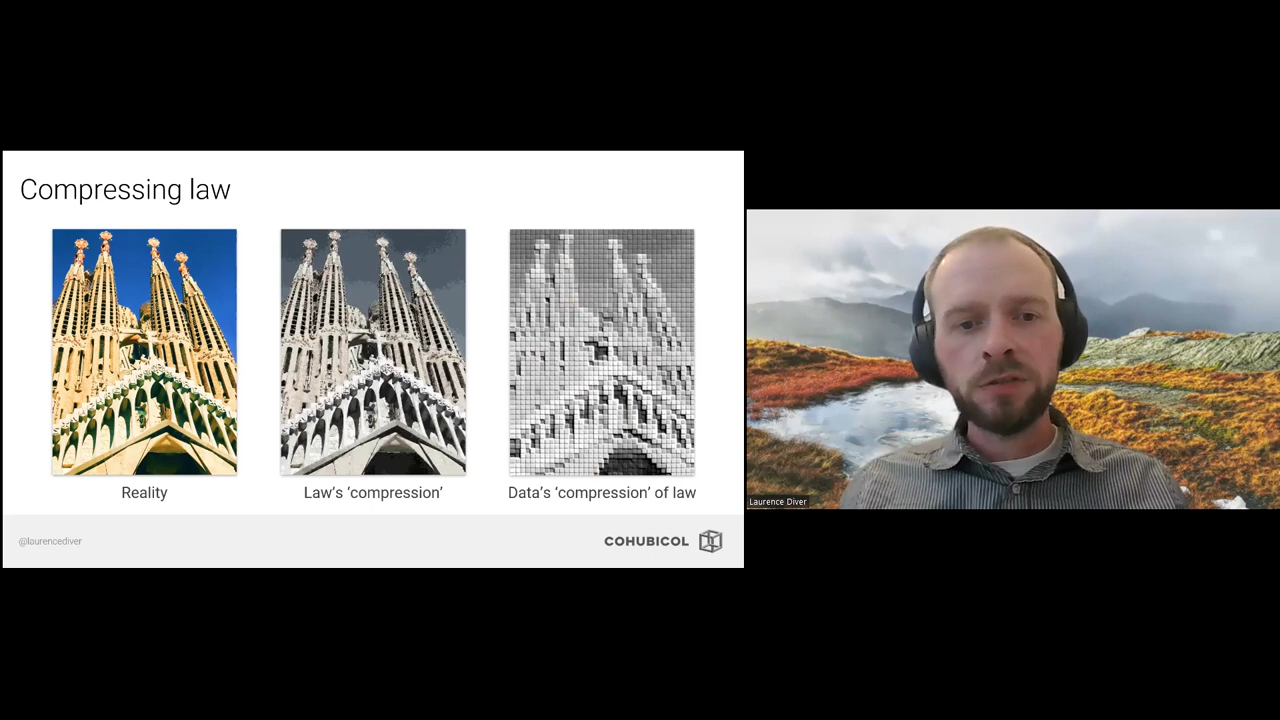 Compressing law
Reality
Law's 'compression'
Data's 'compression' of law
@laurencediver
COHUBICOL
Laurence Diver